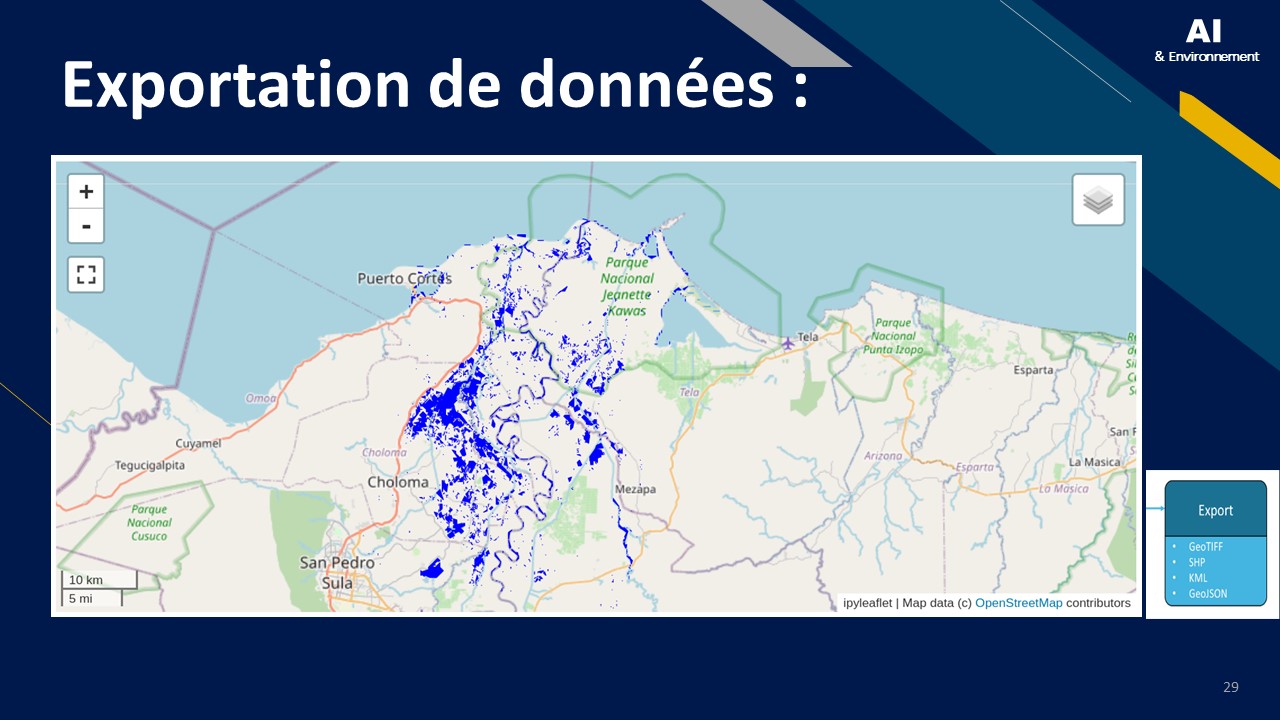 AI
& Environnement
Exportation de données :
+
-
Puerto Cortés
Parque
Nacional
Jeanette
Kawas
Tela
Parque
Nacional
Punta Izopo
Esparta
Omoa
Tela
Cuyamel
Choloma
Tegucigalpita
Arizona
Esparta
San F
La Masica
Choloma
Mezapa
La Masica
Parque
Nacional
Cusuco
San Pedro
Sula
10 km
5 mi
ipyleaflet | Map data (c) OpenStreetMap contributors
Export
• GeoTIFF
• SHP
• KML
• GeoJSON
29